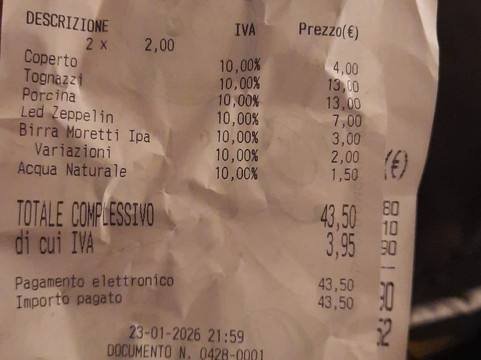 DESCRIZIONE IVA Prezzo(€)
2 x 2,00
Coperto 10,00% 4,00
Tognazzi 10,00% 13,00
Porcina 10,00% 13,00
Led Zeppelin 10,00% 7,00
Birra Moretti Ipa 10,00% 3,00
Variazioni 10,00% 2,00
Acqua Naturale 10,00% 1,50
TOTALE COMPLESSIVO 43,50
di cui IVA 3,95
Pagamento elettronico 43,50
Importo pagato 43,50
23-01-2026 21:59
DOCUMENTO N. 0428-0001
(€)
80
10
90